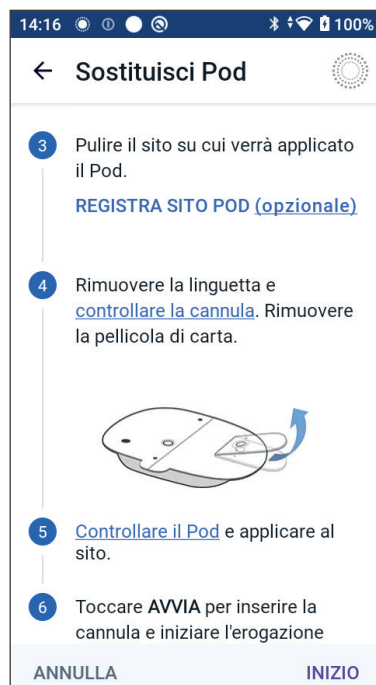 14:16
100%
Sostituisci Pod
3
Pulire il sito su cui verrà applicato
il Pod.
REGISTRA SITO POD (opzionale)
4
Rimuovere la linguetta e
controllare la cannula. Rimuovere
la pellicola di carta.
5
Controllare il Pod e applicare al
sito.
6
Toccare AVVIA per inserire la
cannula e iniziare l'erogazione
ANNULLA
INIZIO